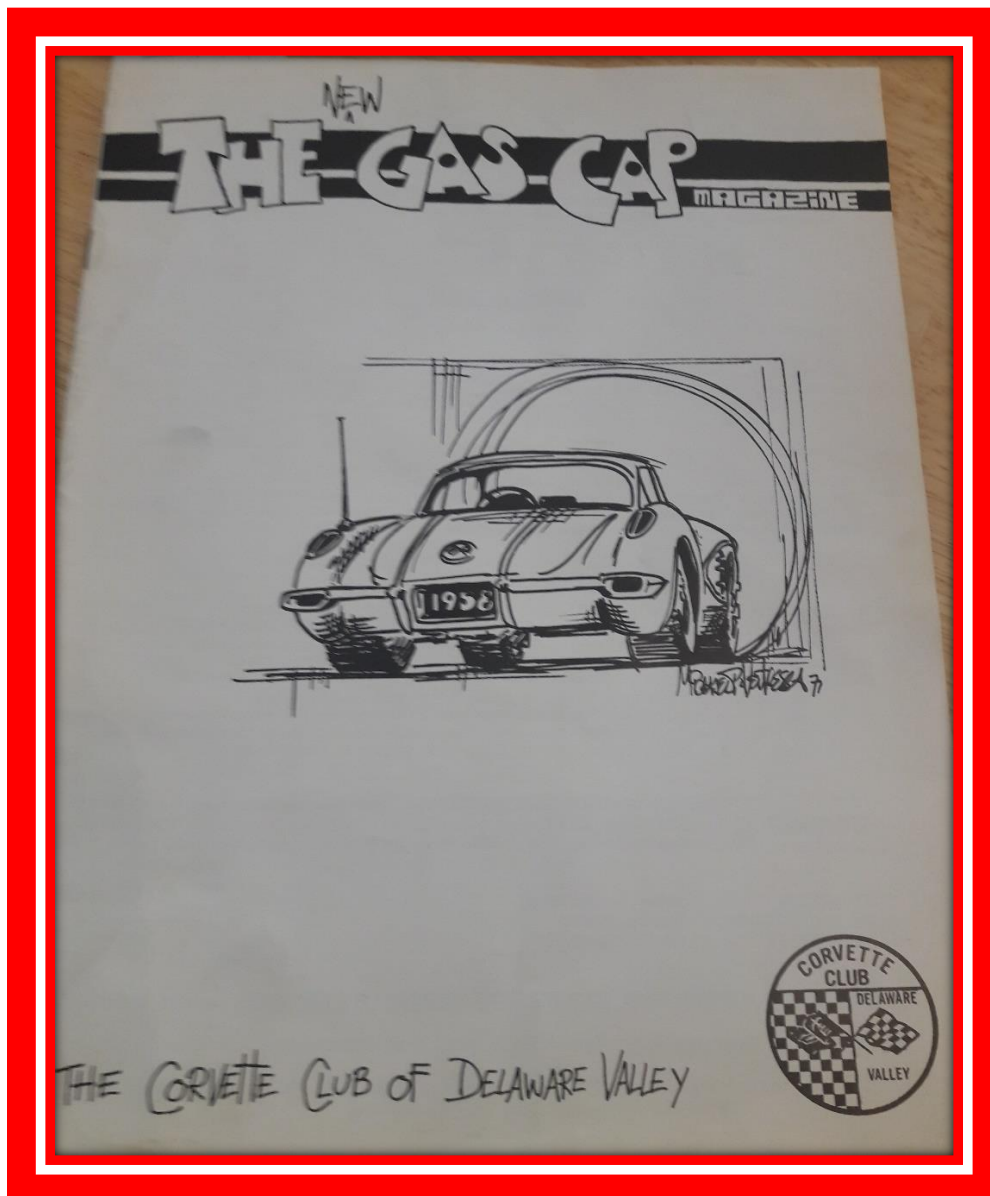 NEW
THE GAS CAP MAGAZINE
1958
CORVETTE
CLUB
DELAWARE
VALLEY
THE CORVETTE CLUB OF DELAWARE VALLEY